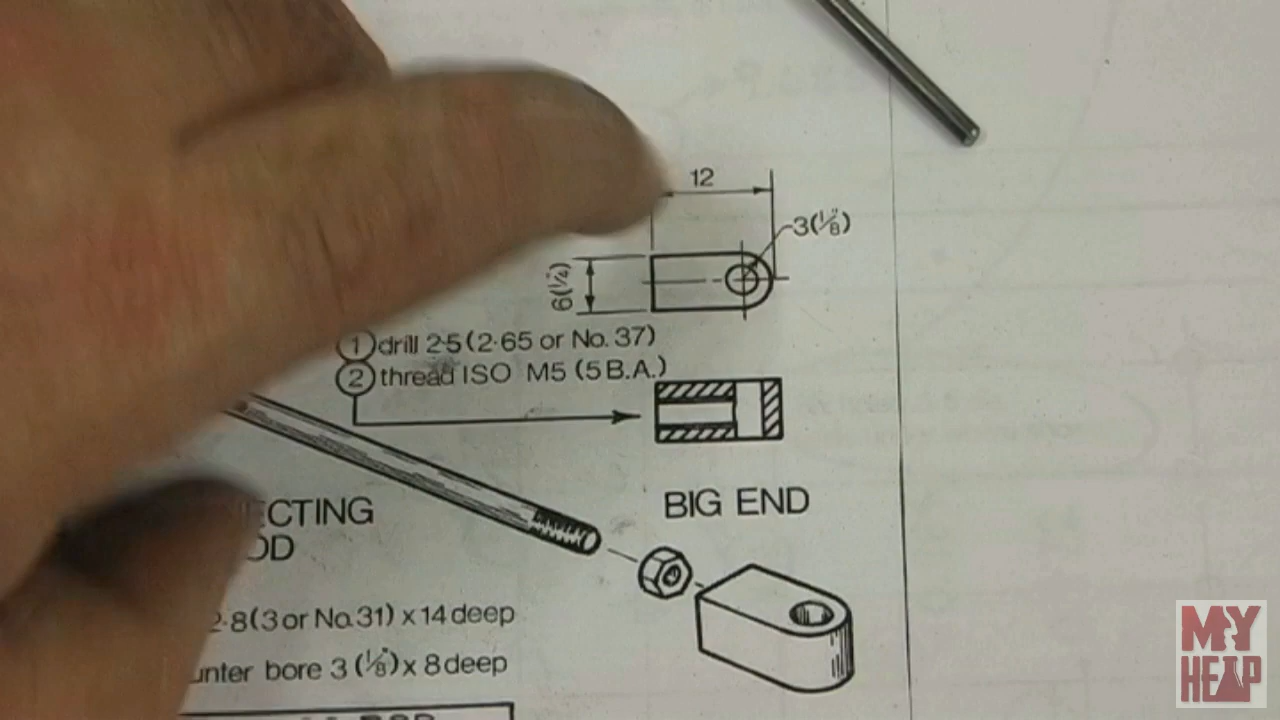 12
3(1/8")
6(1/4")
1 drill 2·5 (2·65 or No. 37)
2 thread ISO M5 (5 B.A.)
BIG END
ECTING
OD
2·8 (3 or No. 31) x 14 deep
unter bore 3 (1/8") x 8 deep
MY
HEAP